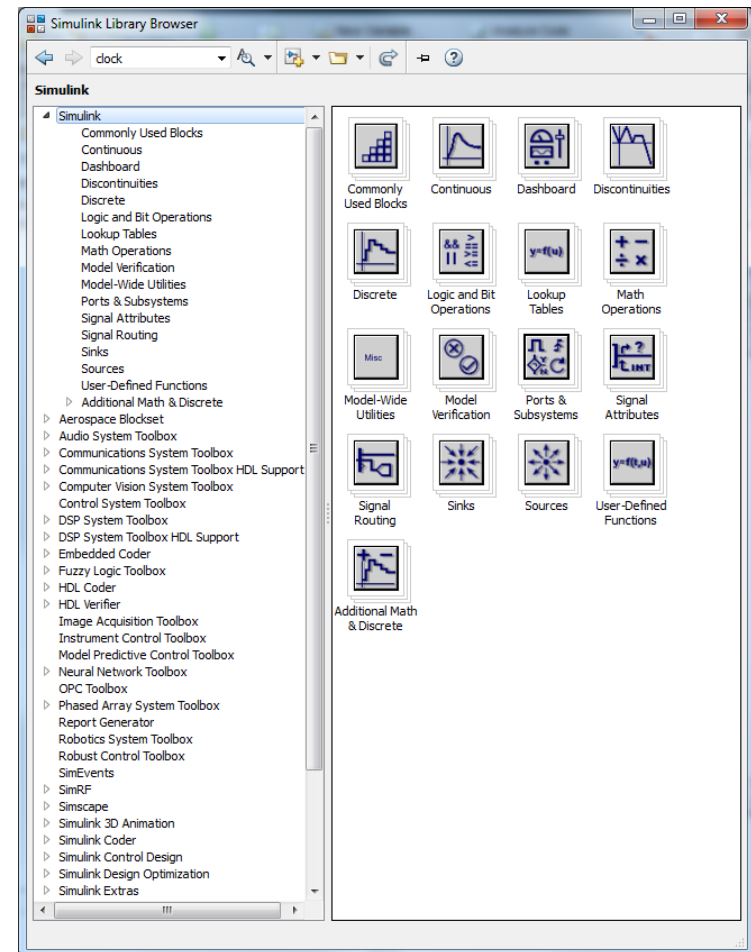 Simulink Library Browser
clock
Simulink
Simulink
Commonly Used Blocks
Continuous
Dashboard
Discontinuities
Discrete
Logic and Bit Operations
Lookup Tables
Math Operations
Model Verification
Model-Wide Utilities
Ports & Subsystems
Signal Attributes
Signal Routing
Sinks
Sources
User-Defined Functions
Additional Math & Discrete
Aerospace Blockset
Audio System Toolbox
Communications System Toolbox
Communications System Toolbox HDL Support
Computer Vision System Toolbox
Control System Toolbox
DSP System Toolbox
DSP System Toolbox HDL Support
Embedded Coder
Fuzzy Logic Toolbox
HDL Coder
HDL Verifier
Image Acquisition Toolbox
Instrument Control Toolbox
Model Predictive Control Toolbox
Neural Network Toolbox
OPC Toolbox
Phased Array System Toolbox
Report Generator
Robotics System Toolbox
Robust Control Toolbox
SimEvents
SimRF
Simscape
Simulink 3D Animation
Simulink Coder
Simulink Control Design
Simulink Design Optimization
Simulink Extras
Commonly
Used Blocks
Continuous
Dashboard
Discontinuities
&& >
|| >=
==
<=
y=f(u)
+ −
÷ ×
Discrete
Logic and Bit
Operations
Lookup
Tables
Math
Operations
Misc
?
INT
Model-Wide
Utilities
Model
Verification
Ports &
Subsystems
Signal
Attributes
y=f(t,u)
Signal
Routing
Sinks
Sources
User-Defined
Functions
+ −
Additional Math
& Discrete